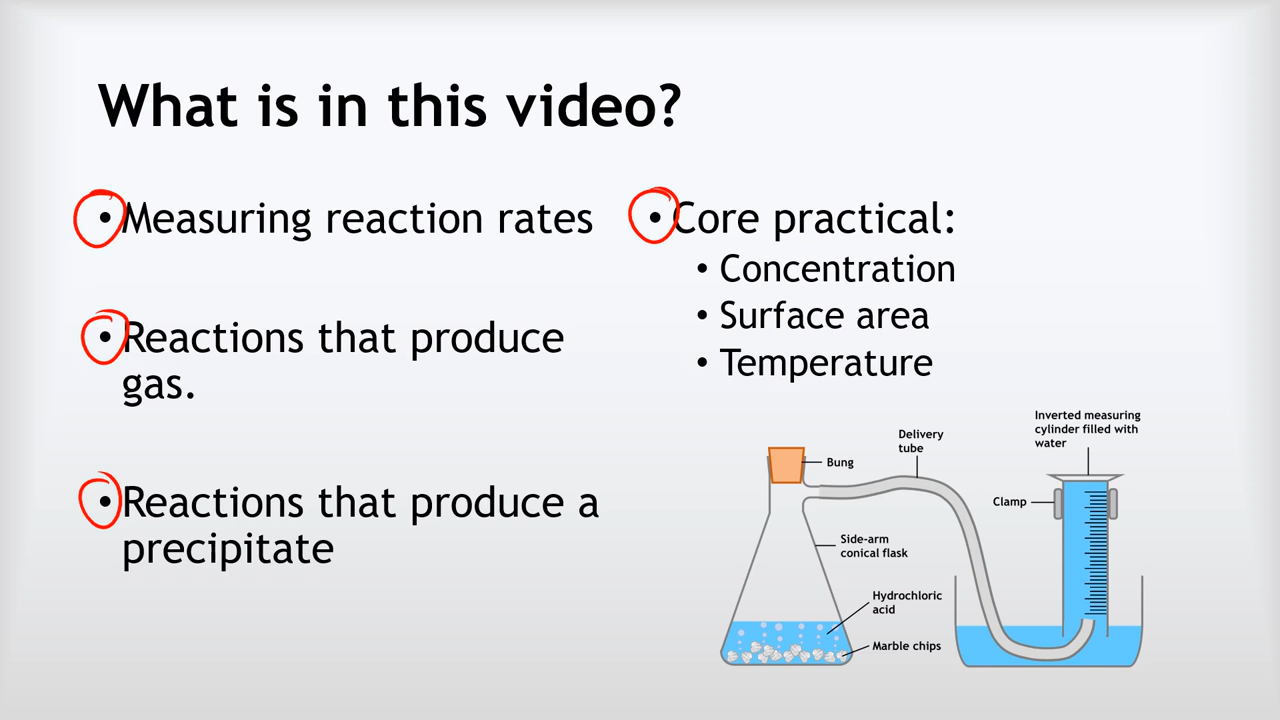 What is in this video?
• Measuring reaction rates
• Reactions that produce
gas.
• Reactions that produce a
precipitate
• Core practical:
• Concentration
• Surface area
• Temperature
Inverted measuring
cylinder filled with
water
Delivery
tube
Bung
Clamp
Side-arm
conical flask
Hydrochloric
acid
Marble chips